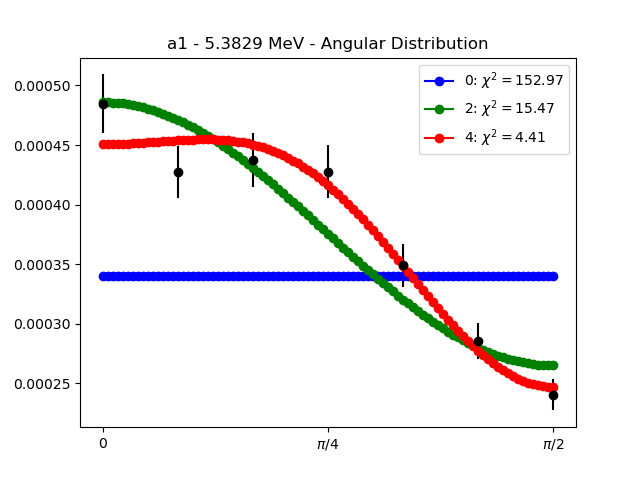 a1 - 5.3829 MeV - Angular Distribution
0: χ² = 152.97
2: χ² = 15.47
4: χ² = 4.41
0.00050
0.00045
0.00040
0.00035
0.00030
0.00025
0
π/4
π/2